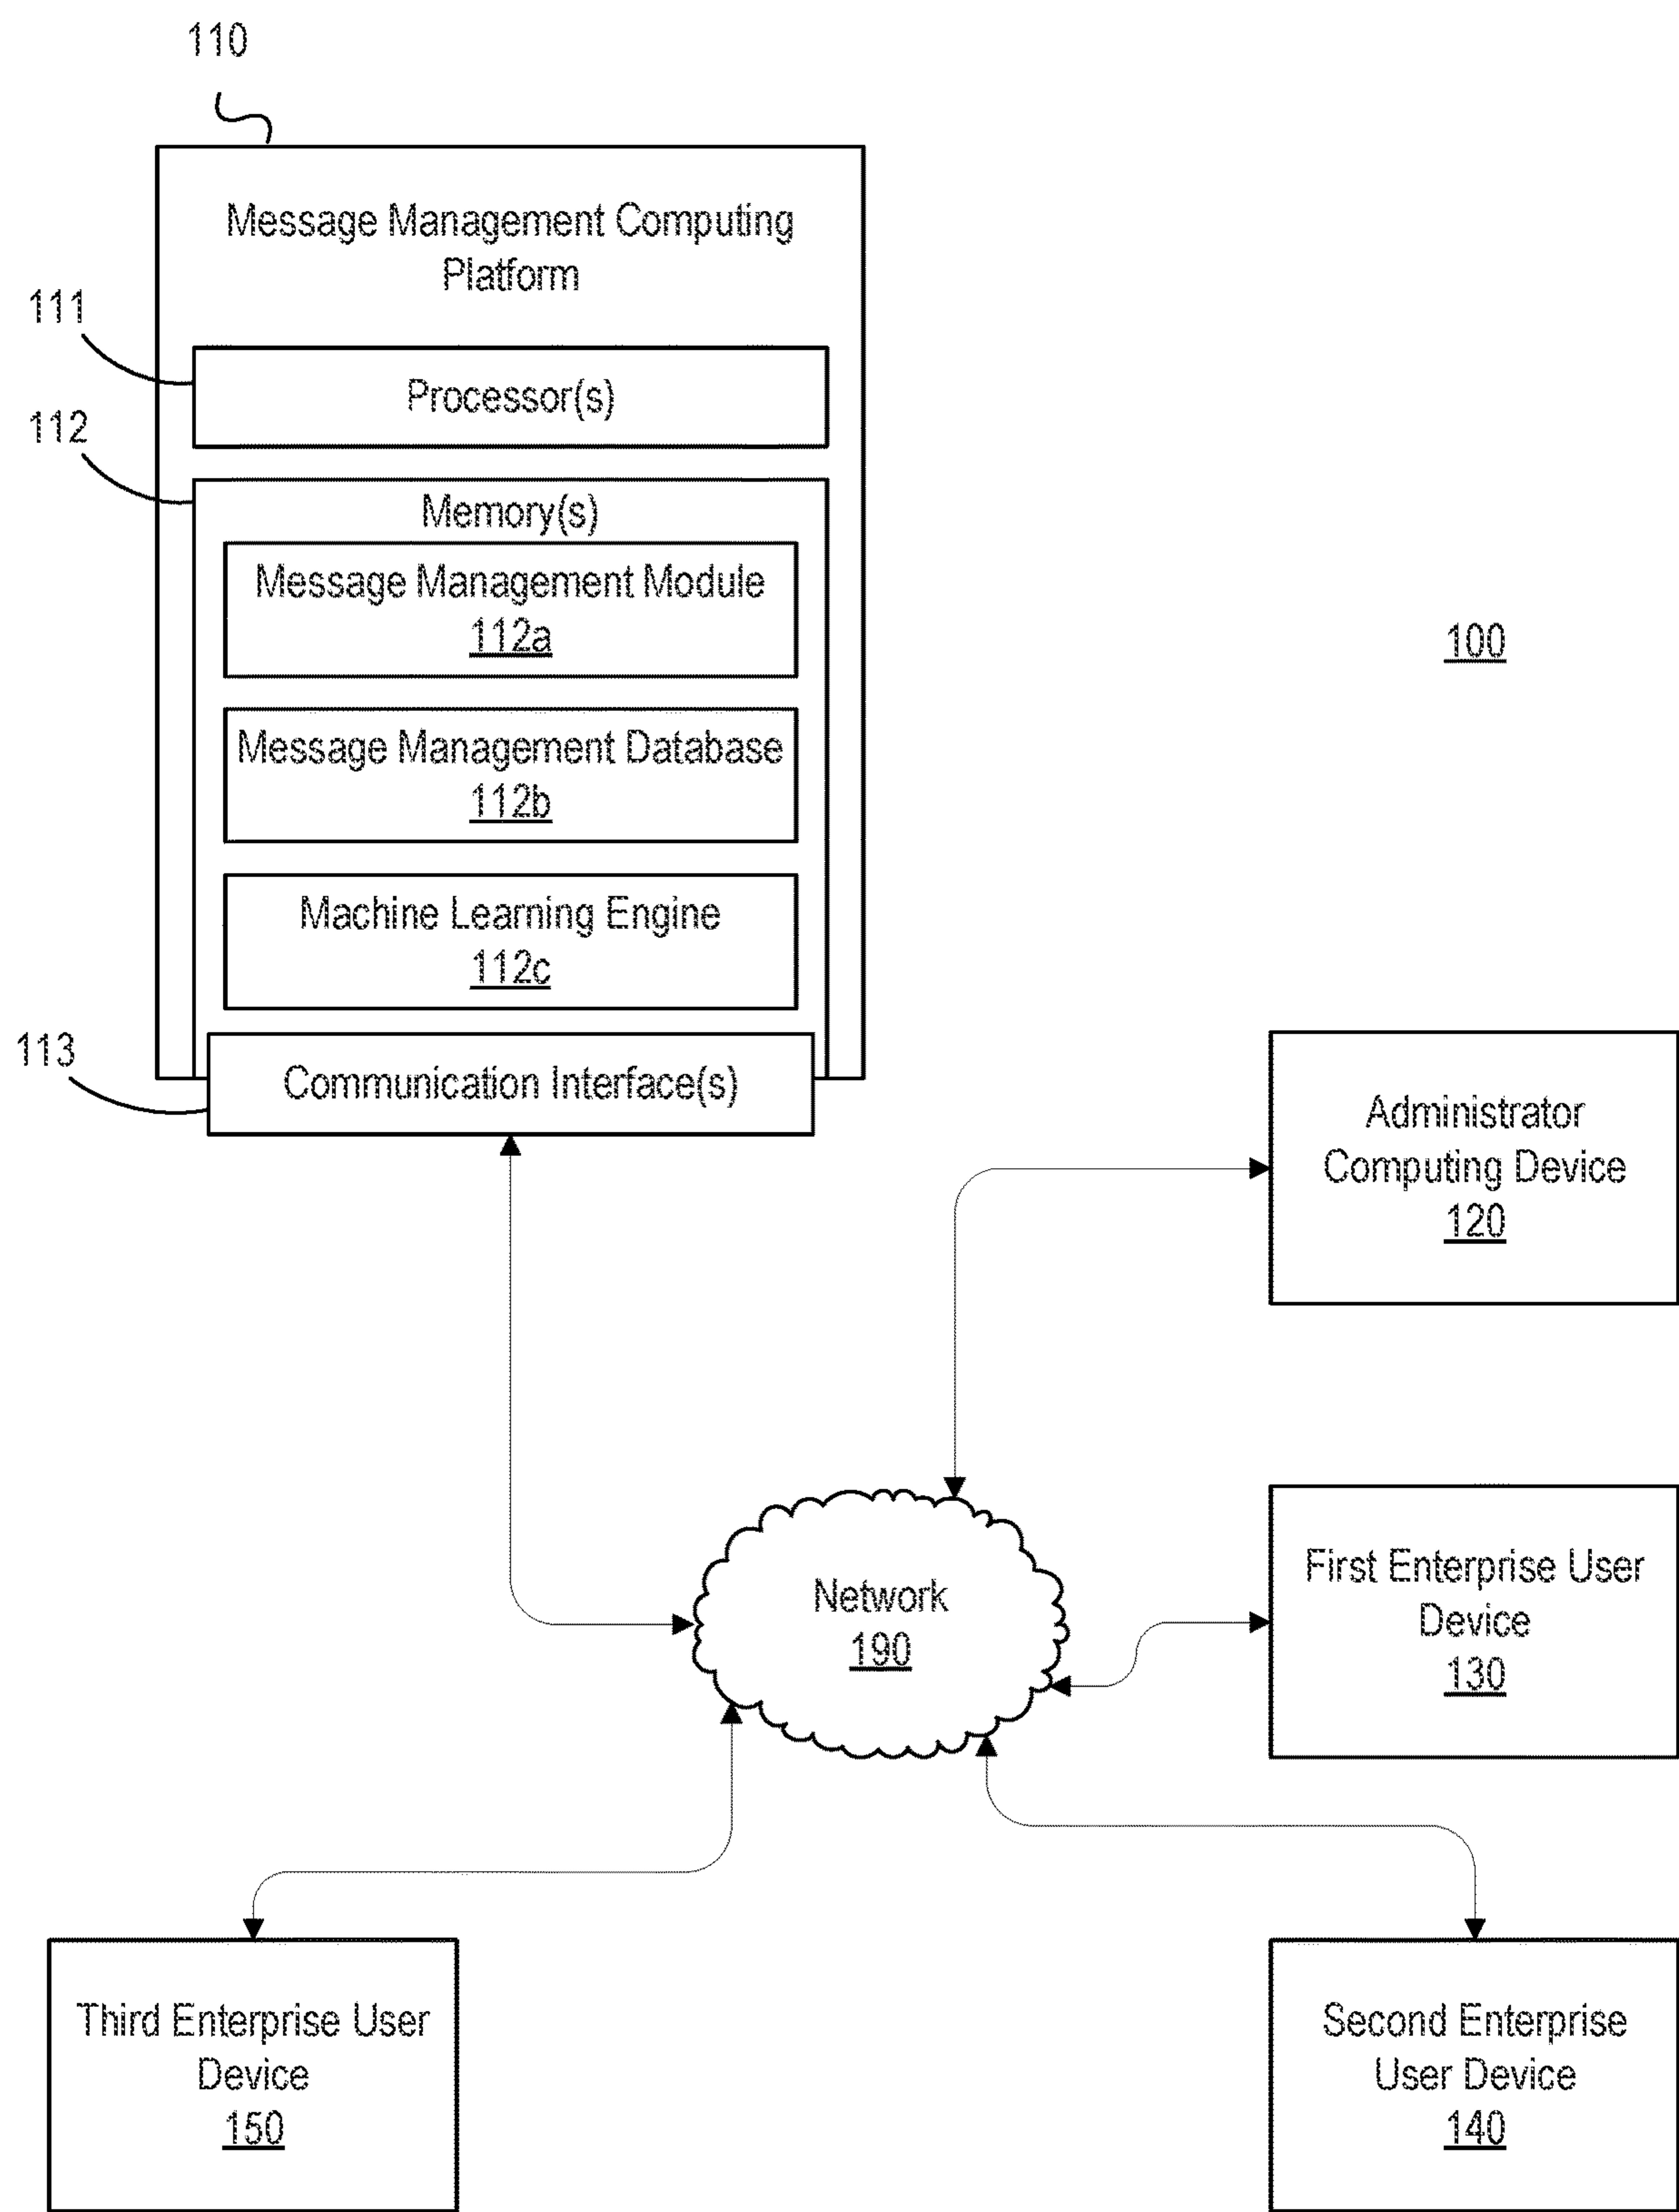 110
Message Management Computing
Platform
111
Processor(s)
112
Memory(s)
Message Management Module
112a
100
Message Management Database
112b
Machine Learning Engine
112c
113
Communication Interface(s)
Administrator
Computing Device
120
First Enterprise User
Device
130
Network
190
Third Enterprise User
Device
150
Second Enterprise
User Device
140